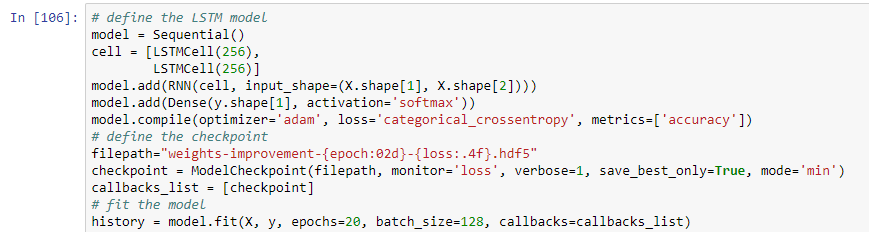 In [106]: # define the LSTM model
model = Sequential()
cell = [LSTMCell(256),
        LSTMCell(256)]
model.add(RNN(cell, input_shape=(X.shape[1], X.shape[2])))
model.add(Dense(y.shape[1], activation='softmax'))
model.compile(optimizer='adam', loss='categorical_crossentropy', metrics=['accuracy'])
# define the checkpoint
filepath="weights-improvement-{epoch:02d}-{loss:.4f}.hdf5"
checkpoint = ModelCheckpoint(filepath, monitor='loss', verbose=1, save_best_only=True, mode='min')
callbacks_list = [checkpoint]
# fit the model
history = model.fit(X, y, epochs=20, batch_size=128, callbacks=callbacks_list)